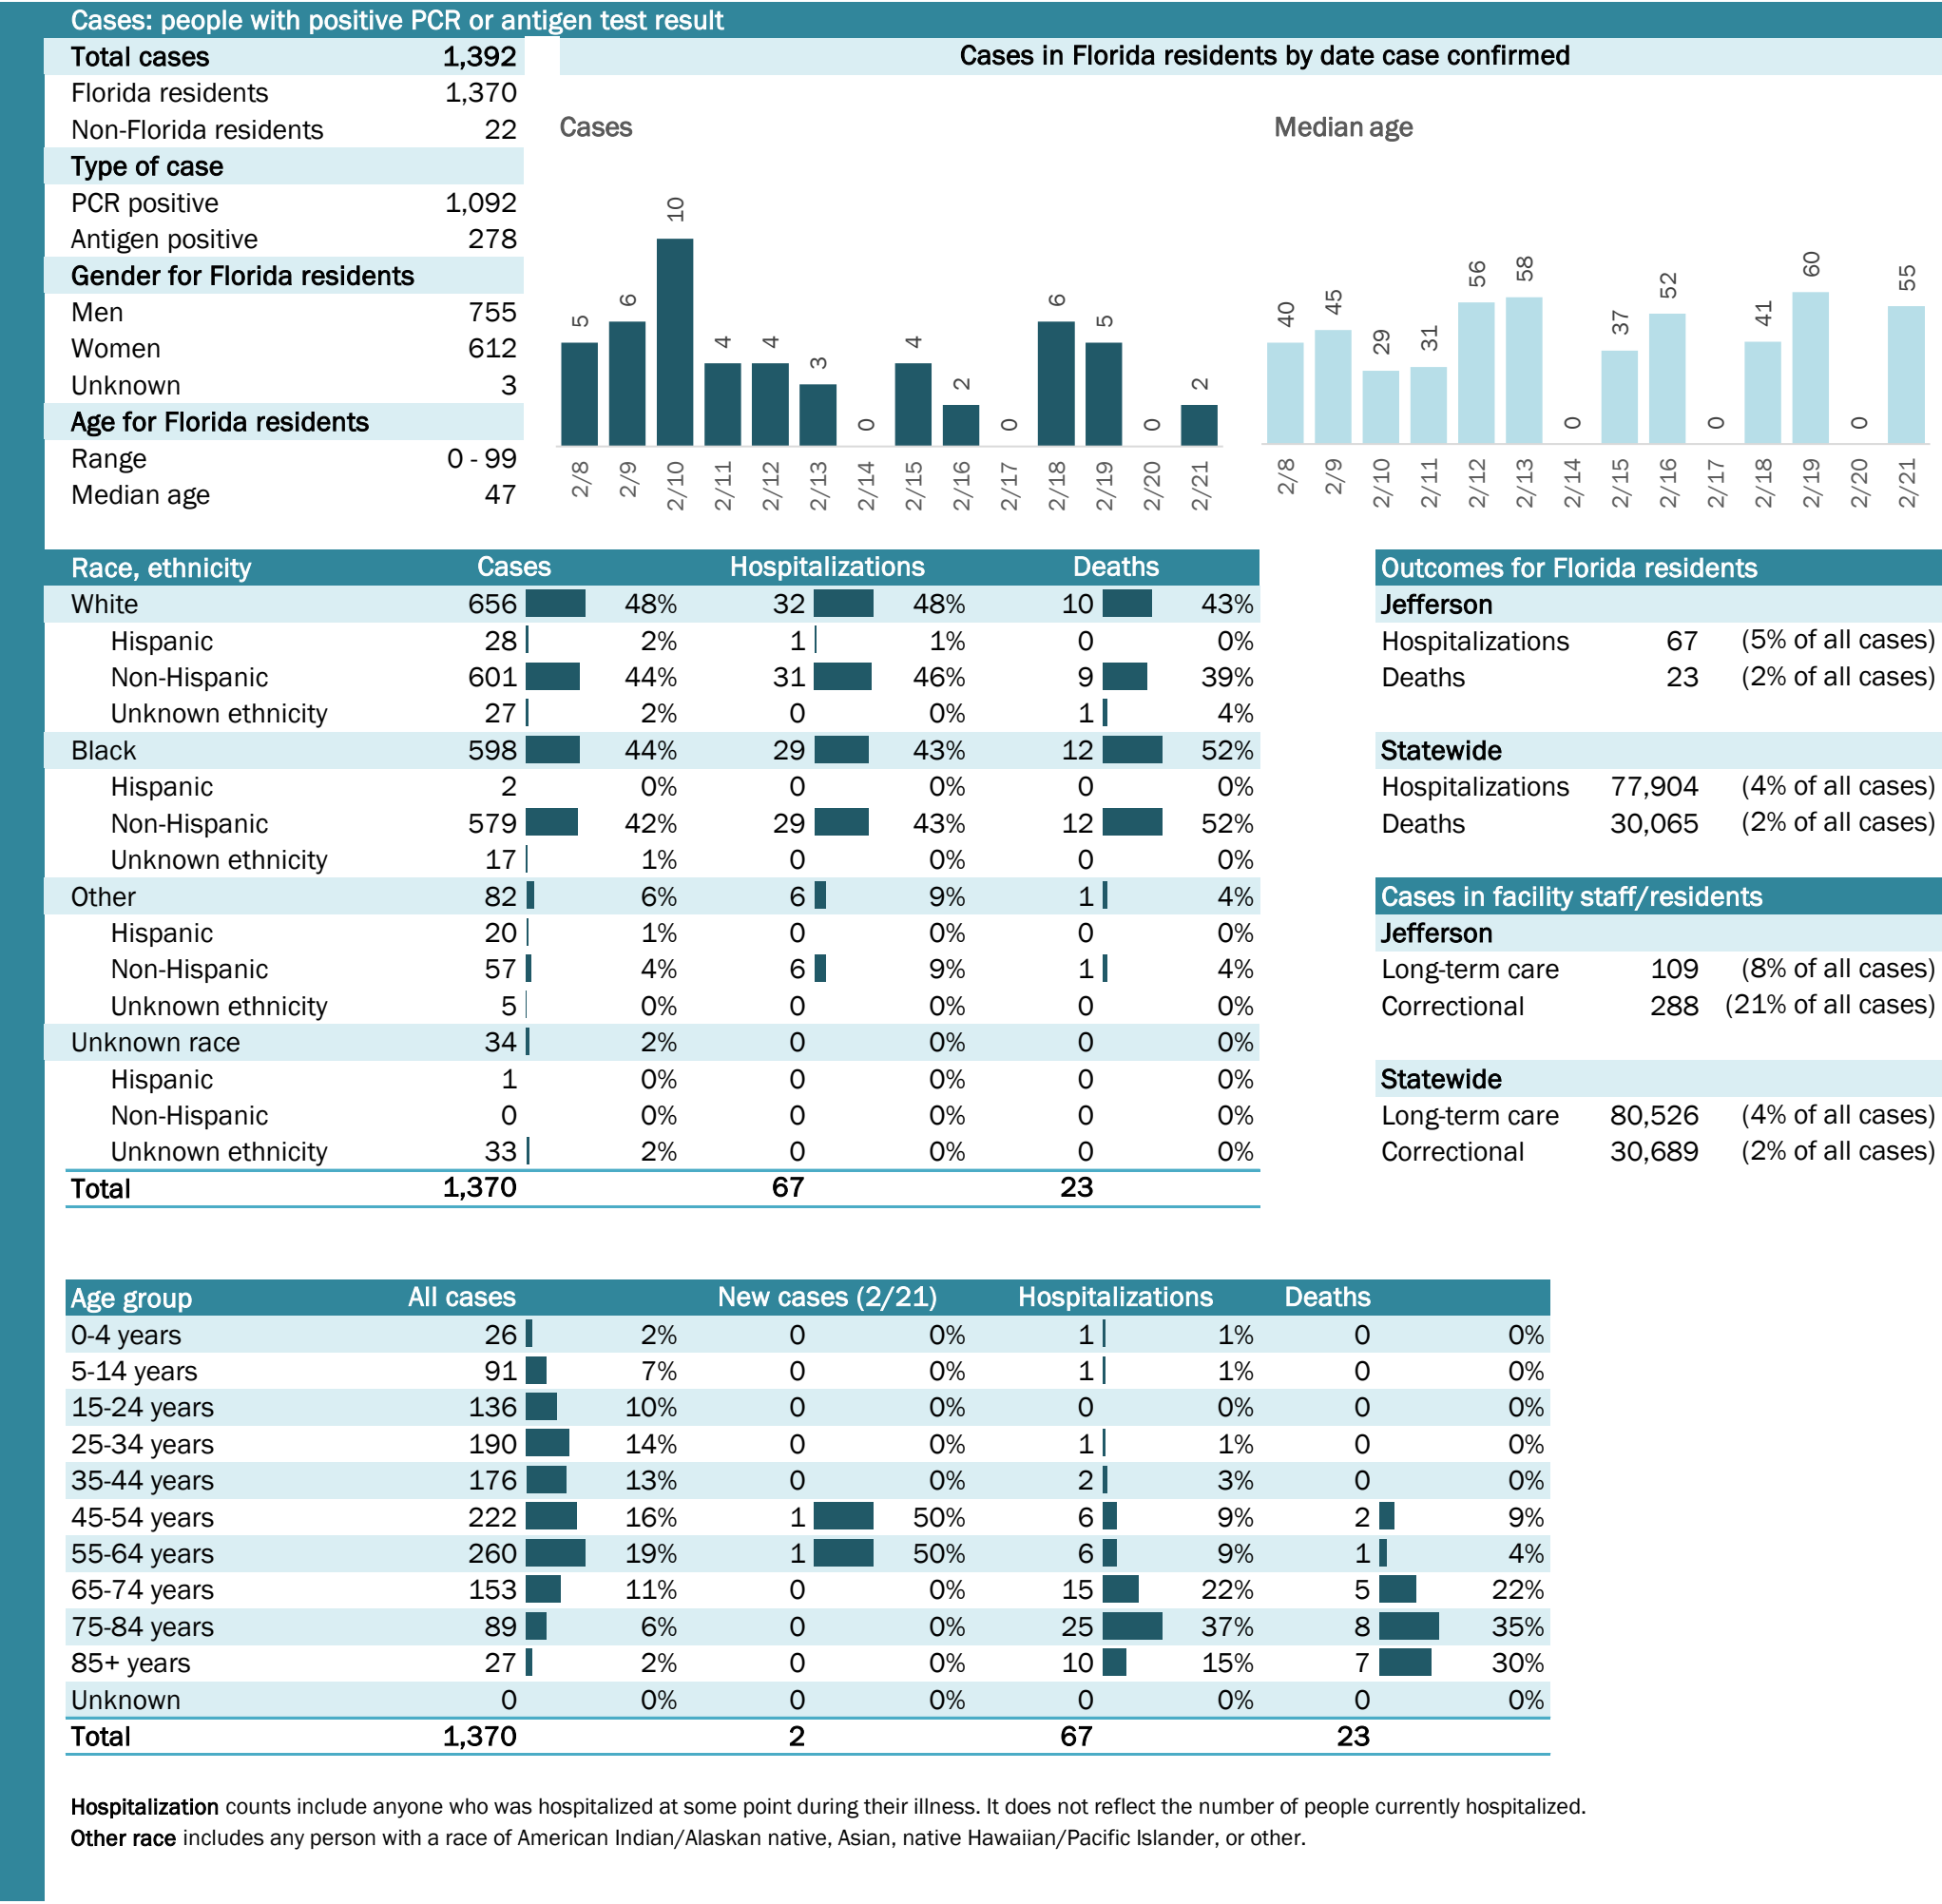 Cases: people with positive PCR or antigen test result
Total cases 1,392
Florida residents 1,370
Non-Florida residents 22
Type of case
PCR positive 1,092
Antigen positive 278
Gender for Florida residents
Men 755
Women 612
Unknown 3
Age for Florida residents
Range 0 - 99
Median age 47
Cases in Florida residents by date case confirmed
Cases
5 6 10 4 4 3 0 4 2 0 6 5 0 2
2/8 2/9 2/10 2/11 2/12 2/13 2/14 2/15 2/16 2/17 2/18 2/19 2/20 2/21
Median age
40 45 29 31 56 58 0 37 52 0 41 60 0 55
2/8 2/9 2/10 2/11 2/12 2/13 2/14 2/15 2/16 2/17 2/18 2/19 2/20 2/21
Race, ethnicity Cases Hospitalizations Deaths
White 656 48% 32 48% 10 43%
Hispanic 28 2% 1 1% 0 0%
Non-Hispanic 601 44% 31 46% 9 39%
Unknown ethnicity 27 2% 0 0% 1 4%
Black 598 44% 29 43% 12 52%
Hispanic 2 0% 0 0% 0 0%
Non-Hispanic 579 42% 29 43% 12 52%
Unknown ethnicity 17 1% 0 0% 0 0%
Other 82 6% 6 9% 1 4%
Hispanic 20 1% 0 0% 0 0%
Non-Hispanic 57 4% 6 9% 1 4%
Unknown ethnicity 5 0% 0 0% 0 0%
Unknown race 34 2% 0 0% 0 0%
Hispanic 1 0% 0 0% 0 0%
Non-Hispanic 0 0% 0 0% 0 0%
Unknown ethnicity 33 2% 0 0% 0 0%
Total 1,370 67 23
Outcomes for Florida residents
Jefferson
Hospitalizations 67 (5% of all cases)
Deaths 23 (2% of all cases)
Statewide
Hospitalizations 77,904 (4% of all cases)
Deaths 30,065 (2% of all cases)
Cases in facility staff/residents
Jefferson
Long-term care 109 (8% of all cases)
Correctional 288 (21% of all cases)
Statewide
Long-term care 80,526 (4% of all cases)
Correctional 30,689 (2% of all cases)
Age group All cases New cases (2/21) Hospitalizations Deaths
0-4 years 26 2% 0 0% 1 1% 0 0%
5-14 years 91 7% 0 0% 1 1% 0 0%
15-24 years 136 10% 0 0% 0 0% 0 0%
25-34 years 190 14% 0 0% 1 1% 0 0%
35-44 years 176 13% 0 0% 2 3% 0 0%
45-54 years 222 16% 1 50% 6 9% 2 9%
55-64 years 260 19% 1 50% 6 9% 1 4%
65-74 years 153 11% 0 0% 15 22% 5 22%
75-84 years 89 6% 0 0% 25 37% 8 35%
85+ years 27 2% 0 0% 10 15% 7 30%
Unknown 0 0% 0 0% 0 0% 0 0%
Total 1,370 2 67 23
Hospitalization counts include anyone who was hospitalized at some point during their illness. It does not reflect the number of people currently hospitalized.
Other race includes any person with a race of American Indian/Alaskan native, Asian, native Hawaiian/Pacific Islander, or other.